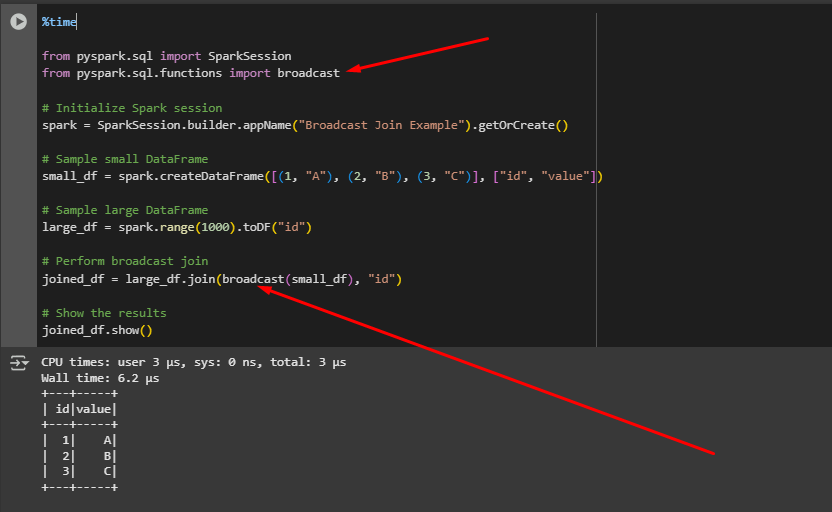 %time
from pyspark.sql import SparkSession
from pyspark.sql.functions import broadcast
# Initialize Spark session
spark = SparkSession.builder.appName("Broadcast Join Example").getOrCreate()
# Sample small DataFrame
small_df = spark.createDataFrame([(1, "A"), (2, "B"), (3, "C")], ["id", "value"])
# Sample large DataFrame
large_df = spark.range(1000).toDF("id")
# Perform broadcast join
joined_df = large_df.join(broadcast(small_df), "id")
# Show the results
joined_df.show()
CPU times: user 3 µs, sys: 0 ns, total: 3 µs
Wall time: 6.2 µs
+---+-----+
| id|value|
+---+-----+
|  1|    A|
|  2|    B|
|  3|    C|
+---+-----+